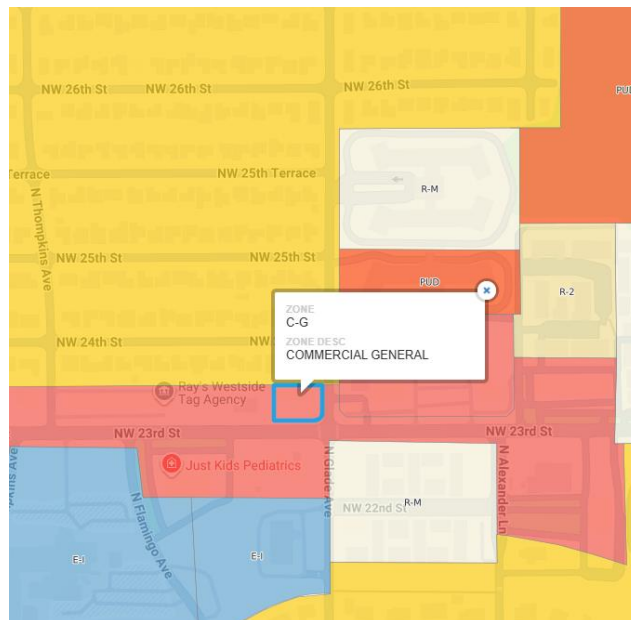 NW 26th St
NW 26th St
NW 26th St
Terrace
NW 25th Terrace
N Thompkins Ave
R-M
PUD
NW 25th St
NW 25th St
PUD
R-2
ZONE
C-G
ZONE DESC
COMMERCIAL GENERAL
NW 24th St
NW
Ray's Westside
Tag Agency
NW 23rd St
NW 23rd St
Just Kids Pediatrics
N Flamingo Ave
N Glade Ave
N Alexander Ln
R-M
NW 22nd St
E-I
E-I